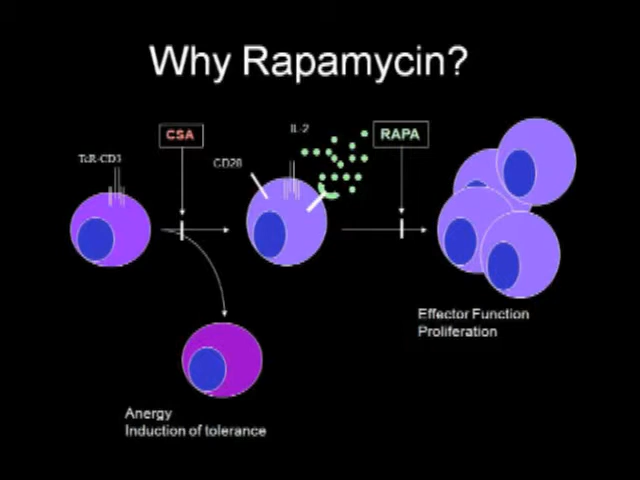 Why Rapamycin?
CSA
IL-2
RAPA
TcR-CD3
CD28
Effector Function
Proliferation
Anergy
Induction of tolerance